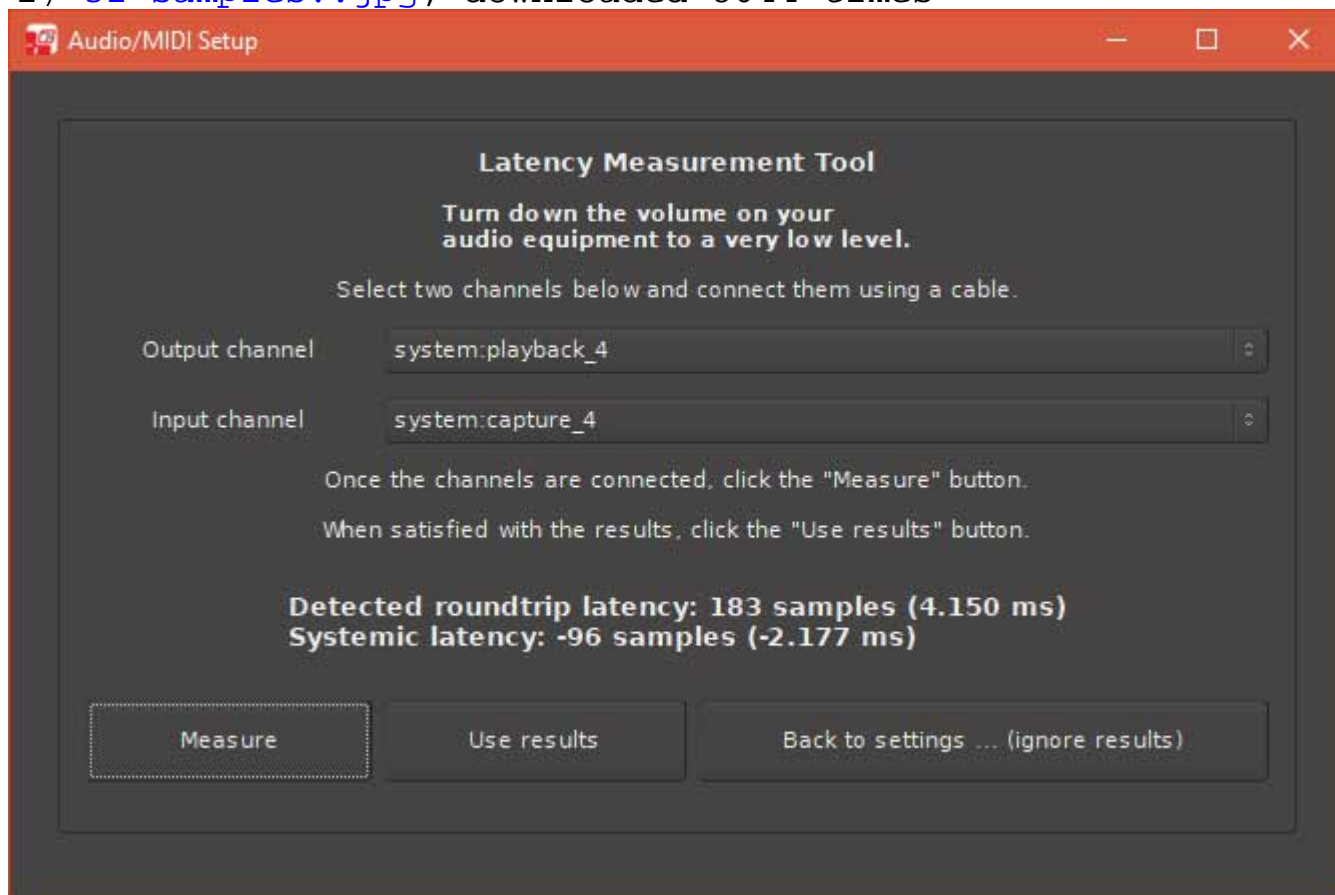 Audio/MIDI Setup
Latency Measurement Tool
Turn down the volume on your
audio equipment to a very low level.
Select two channels below and connect them using a cable.
Output channel system:playback_4
Input channel system:capture_4
Once the channels are connected, click the "Measure" button.
When satisfied with the results, click the "Use results" button.
Detected roundtrip latency: 183 samples (4.150 ms)
Systemic latency: -96 samples (-2.177 ms)
Measure Use results Back to settings ... (ignore results)